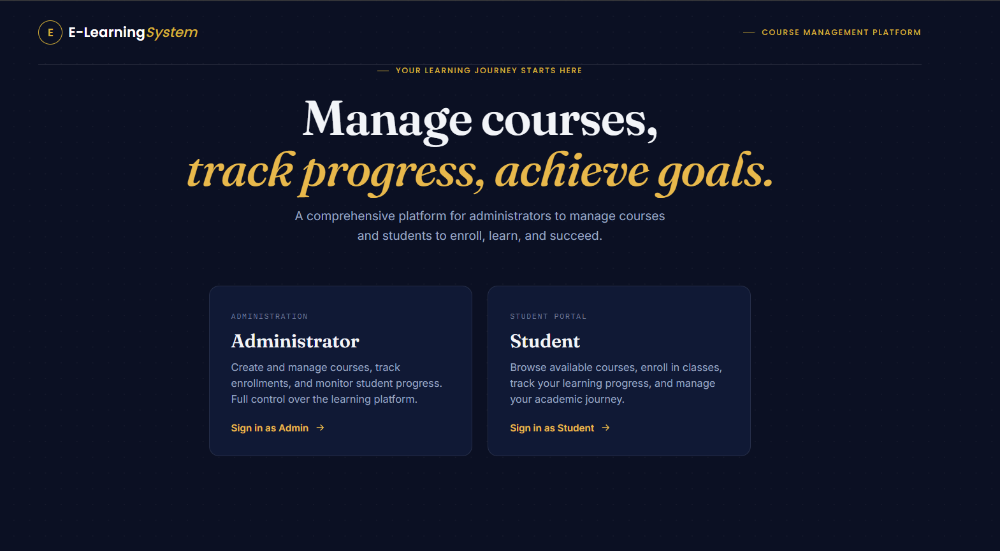 E E-LearningSystem
COURSE MANAGEMENT PLATFORM
YOUR LEARNING JOURNEY STARTS HERE
Manage courses,
track progress, achieve goals.
A comprehensive platform for administrators to manage courses
and students to enroll, learn, and succeed.
ADMINISTRATION
Administrator
Create and manage courses, track
enrollments, and monitor student progress.
Full control over the learning platform.
Sign in as Admin →
STUDENT PORTAL
Student
Browse available courses, enroll in classes,
track your learning progress, and manage
your academic journey.
Sign in as Student →